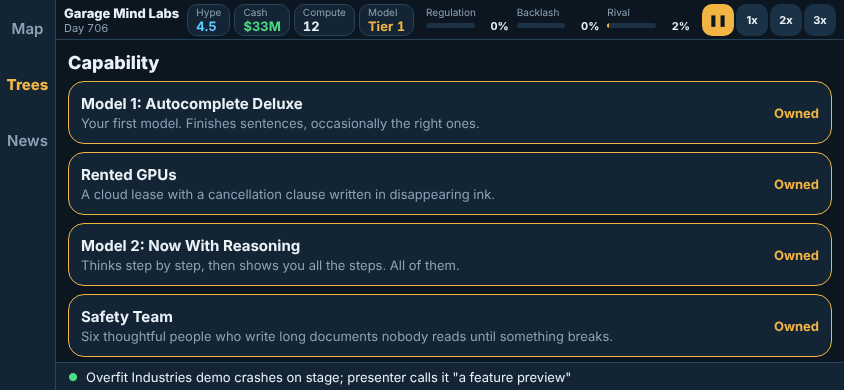 Garage Mind Labs
Day 706
Hype
4.5
Cash
$33M
Compute
12
Model
Tier 1
Regulation
0%
Backlash
0%
Rival
2%
1x
2x
3x
Map
Trees
News
Capability
Model 1: Autocomplete Deluxe
Your first model. Finishes sentences, occasionally the right ones.
Owned
Rented GPUs
A cloud lease with a cancellation clause written in disappearing ink.
Owned
Model 2: Now With Reasoning
Thinks step by step, then shows you all the steps. All of them.
Owned
Safety Team
Six thoughtful people who write long documents nobody reads until something breaks.
Owned
Overfit Industries demo crashes on stage; presenter calls it "a feature preview"